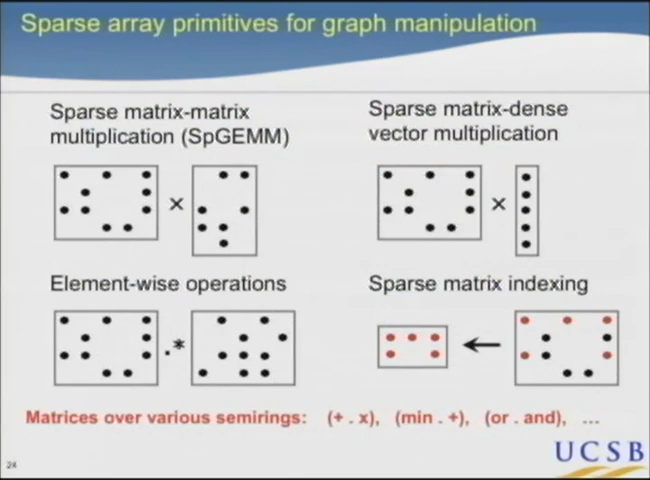 Sparse array primitives for graph manipulation
Sparse matrix-matrix
multiplication (SpGEMM)
Sparse matrix-dense
vector multiplication
×
×
Element-wise operations
Sparse matrix indexing
.*
Matrices over various semirings: (+ . x), (min . +), (or . and), ...
24
UCSB